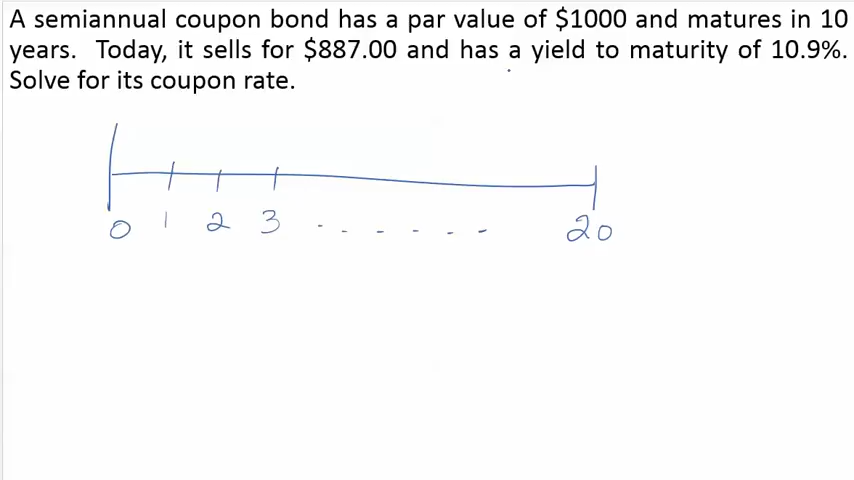 A semiannual coupon bond has a par value of $1000 and matures in 10
years. Today, it sells for $887.00 and has a yield to maturity of 10.9%.
Solve for its coupon rate.
0 1 2 3 . - - - - - - 20